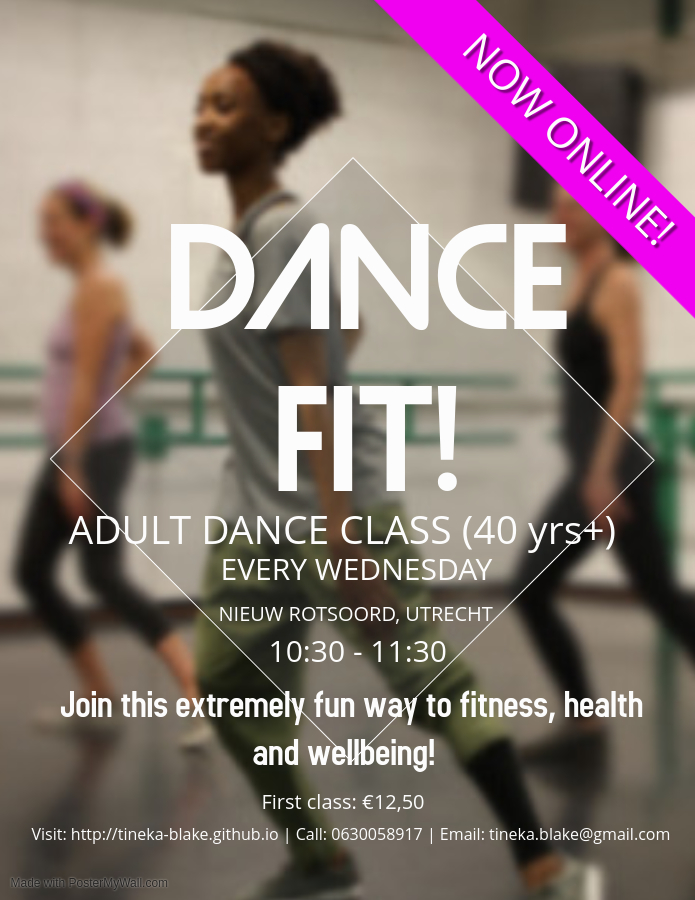 NOW ONLINE!
DANCE
FIT!
ADULT DANCE CLASS (40 yrs+)
EVERY WEDNESDAY
NIEUW ROTSOORD, UTRECHT
10:30 - 11:30
Join this extremely fun way to fitness, health
and wellbeing!
First class: €12,50
Visit: http://tineka-blake.github.io | Call: 0630058917 | Email: tineka.blake@gmail.com
Made with PosterMyWall.com